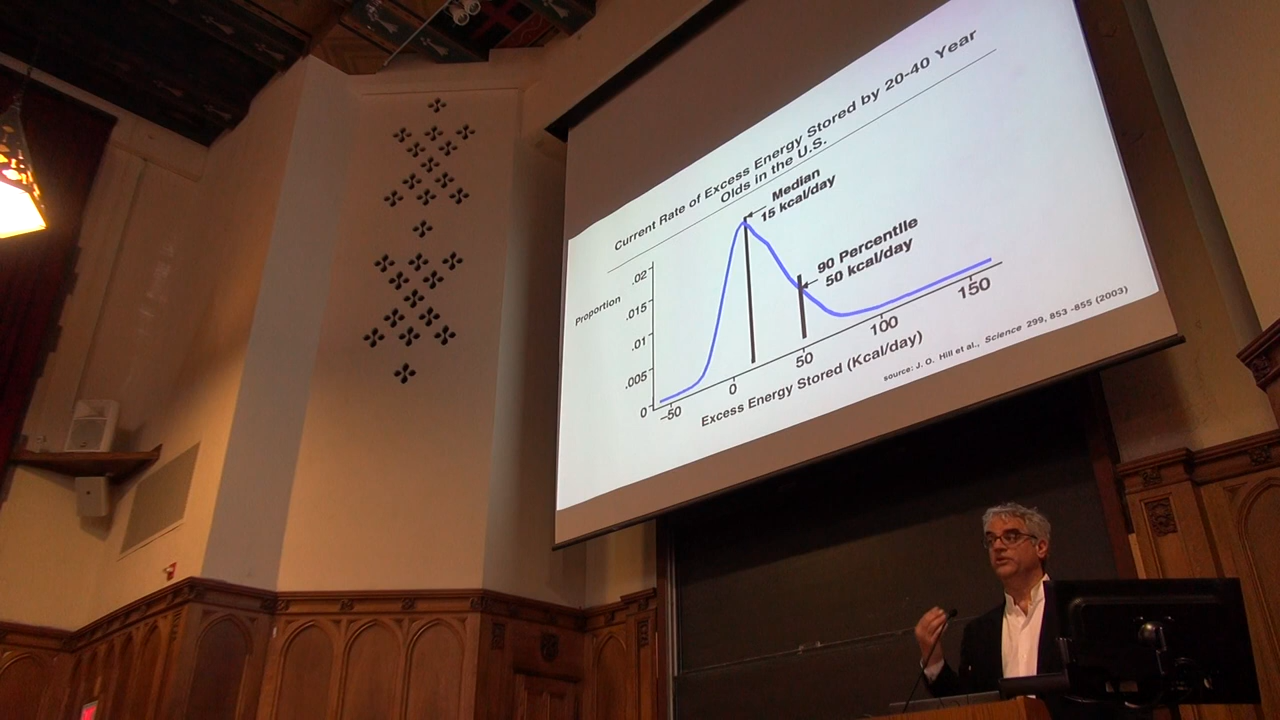 Current Rate of Excess Energy Stored by 20-40 Year
Olds in the U.S.
Median
15 kcal/day
90 Percentile
50 kcal/day
Proportion
.02
.015
.01
.005
0
-50
0
50
100
150
Excess Energy Stored (Kcal/day)
source: J. O. Hill et al., Science 299, 853 -855 (2003)